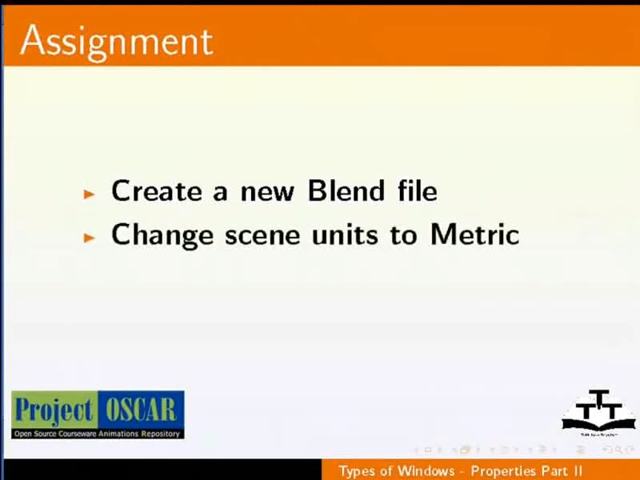 Assignment
Create a new Blend file
Change scene units to Metric
Project OSCAR
Open Source Courseware Animations Repository
Types of Windows - Properties Part II